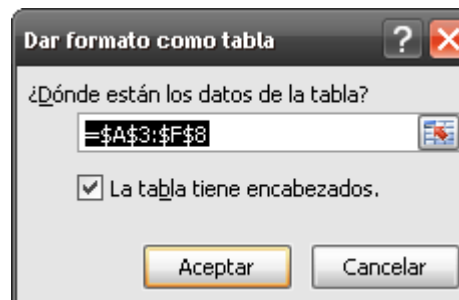 Dar formato como tabla
¿Dónde están los datos de la tabla?
=$A$3:$F$8
La tabla tiene encabezados.
Aceptar Cancelar